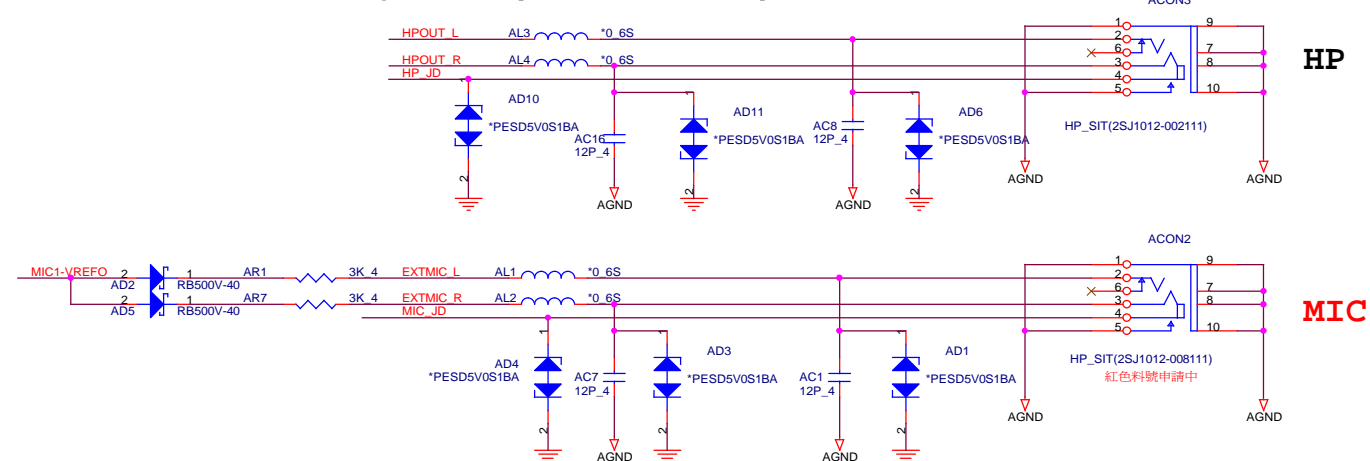 ACON3
HPOUT_L AL3 *0_6S 1 9
2
6 7 HP
HPOUT_R AL4 *0_6S 3 8
HP_JD 4
1 1 1 5 10
AD10 AD11 AD6
*PESD5V0S1BA AC16 *PESD5V0S1BA AC8 *PESD5V0S1BA HP_SIT(2SJ1012-002111)
12P_4 12P_4
2 2 2 AGND AGND
AGND AGND
ACON2
MIC1-VREFO 2 1 AR1 3K_4 EXTMIC_L AL1 *0_6S 1 9
AD2 RB500V-40 2
6 7
2 1 AR7 3K_4 EXTMIC_R AL2 *0_6S 3 8 MIC
AD5 RB500V-40 MIC_JD 4
1 1 1 5 10
AD4 AD3 AD1 HP_SIT(2SJ1012-008111)
*PESD5V0S1BA AC7 *PESD5V0S1BA AC1 *PESD5V0S1BA 紅色料號申請中
12P_4 12P_4
AGND AGND
2 2 2
AGND AGND